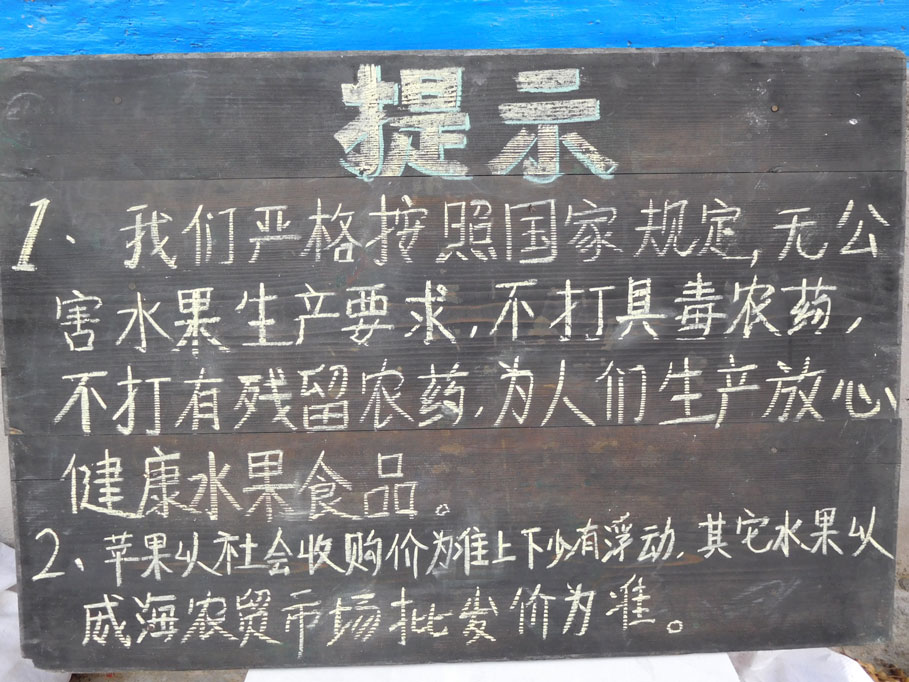 提示
1、我们严格按照国家规定,无公
害水果生产要求,不打具毒农药,
不打有残留农药,为人们生产放心
健康水果食品。
2、苹果以社会收购价为准上下少有浮动,其它水果以
威海农贸市场批发价为准。